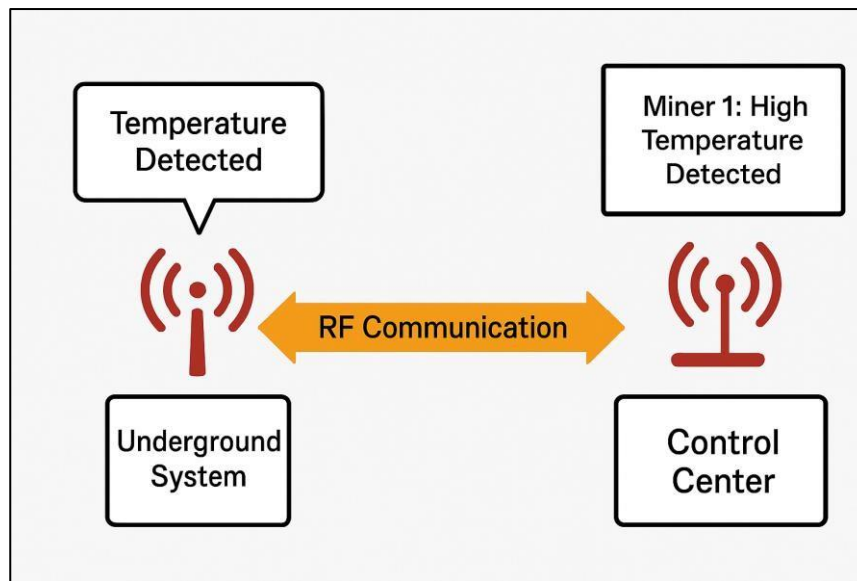 Temperature
Detected
Miner 1: High
Temperature
Detected
RF Communication
Underground
System
Control
Center